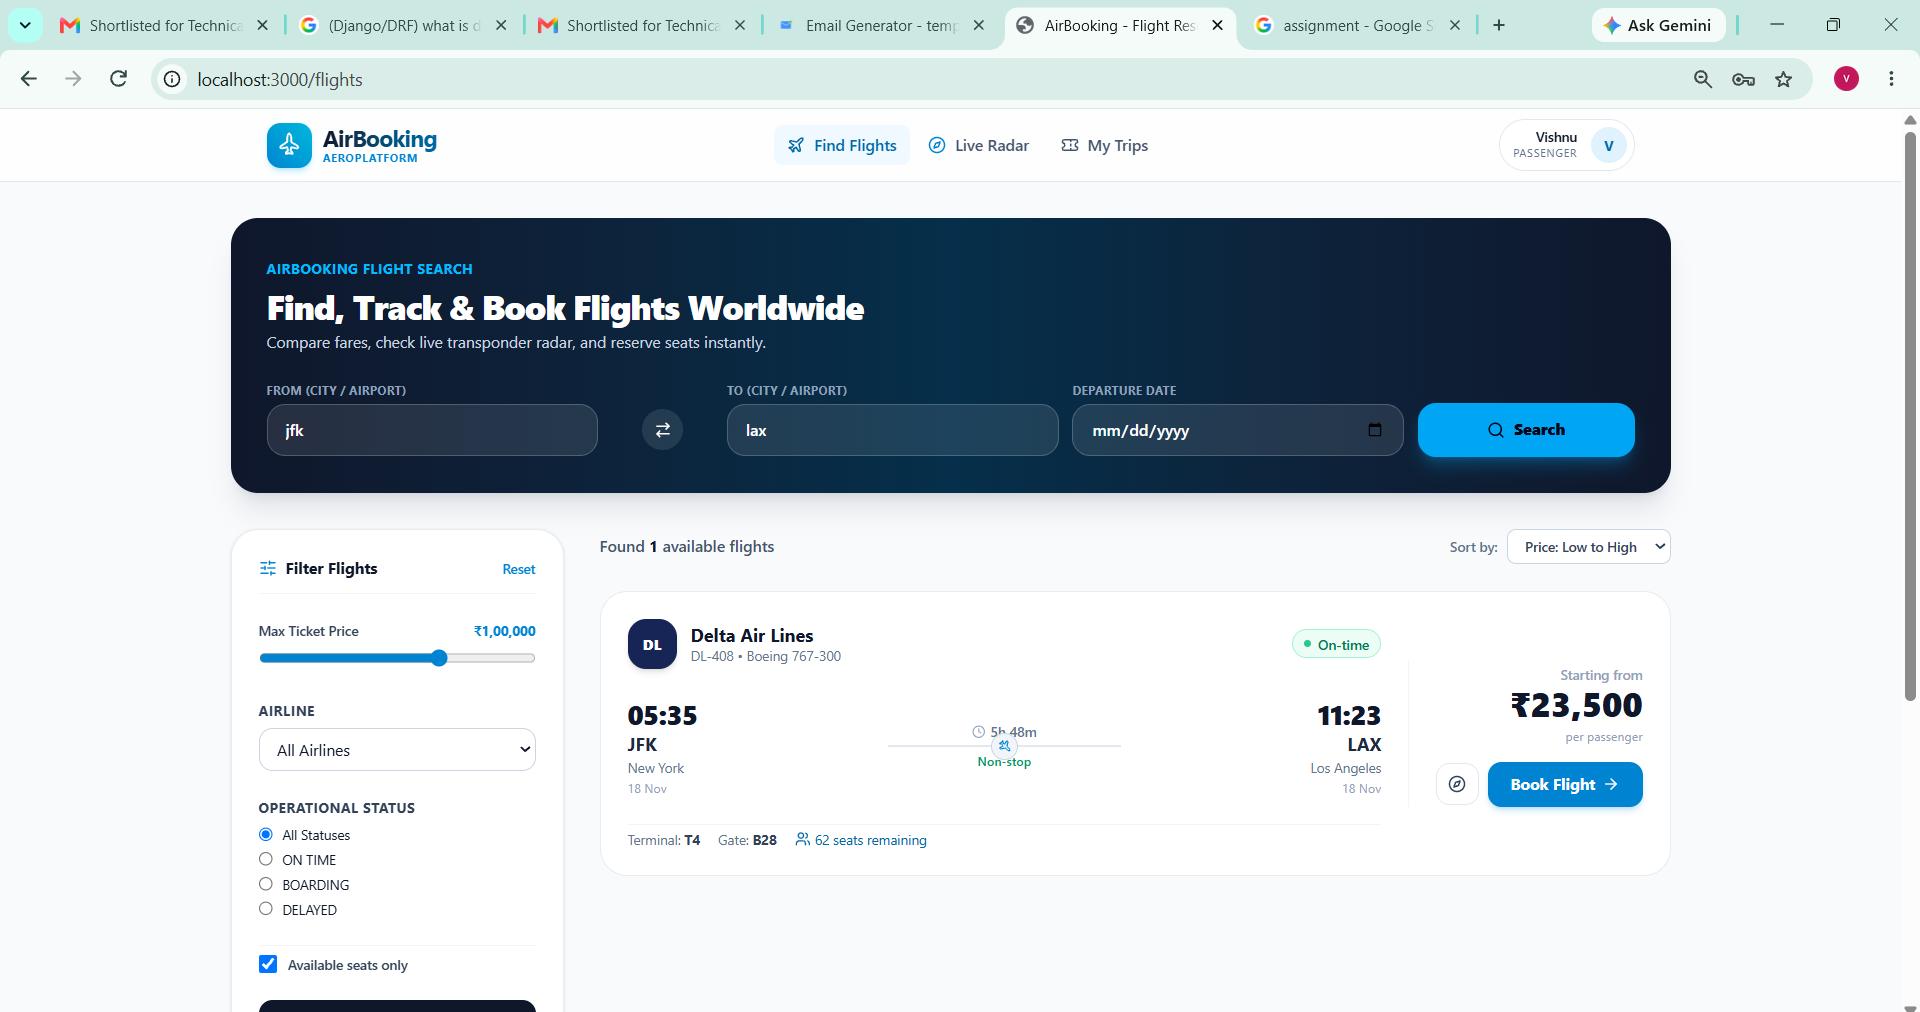 Shortlisted for Technica
(Django/DRF) what is d
Shortlisted for Technica
Email Generator - temp
AirBooking - Flight Res
assignment - Google S
Ask Gemini
localhost:3000/flights
V
AirBooking
AEROPLATFORM
Find Flights
Live Radar
My Trips
Vishnu
PASSENGER
V
AIRBOOKING FLIGHT SEARCH
Find, Track & Book Flights Worldwide
Compare fares, check live transponder radar, and reserve seats instantly.
FROM (CITY / AIRPORT)
TO (CITY / AIRPORT)
DEPARTURE DATE
jfk
lax
mm/dd/yyyy
Search
Filter Flights
Reset
Max Ticket Price
₹1,00,000
AIRLINE
All Airlines
OPERATIONAL STATUS
All Statuses
ON TIME
BOARDING
DELAYED
Available seats only
Found 1 available flights
Sort by:
Price: Low to High
DL
Delta Air Lines
DL-408 • Boeing 767-300
On-time
05:35
JFK
New York
18 Nov
5h 48m
Non-stop
11:23
LAX
Los Angeles
18 Nov
Terminal: T4
Gate: B28
62 seats remaining
Starting from
₹23,500
per passenger
Book Flight